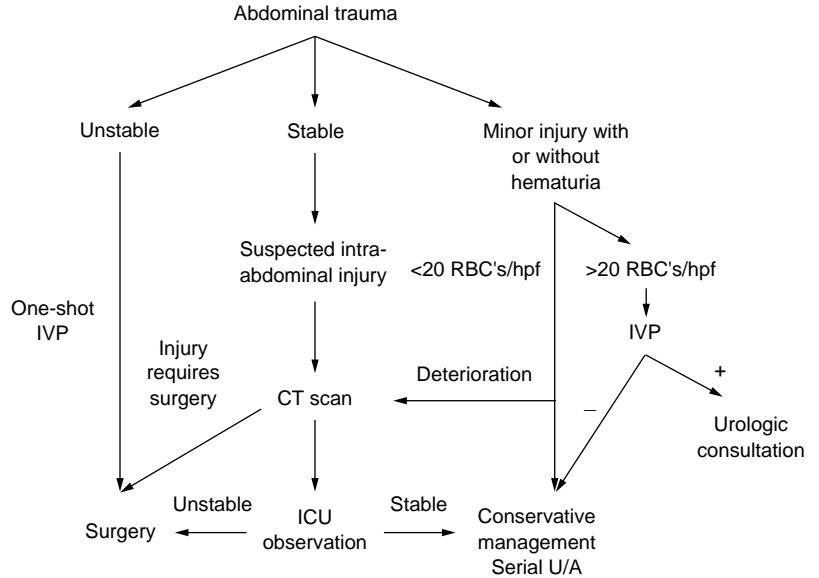 Abdominal trauma
Unstable
Stable
Minor injury with
or without
hematuria
Suspected intra-
abdominal injury
<20 RBC's/hpf
>20 RBC's/hpf
One-shot
IVP
IVP
Injury
requires
surgery
Deterioration
+
CT scan
–
Urologic
consultation
Unstable
Stable
Surgery
ICU
observation
Conservative
management
Serial U/A